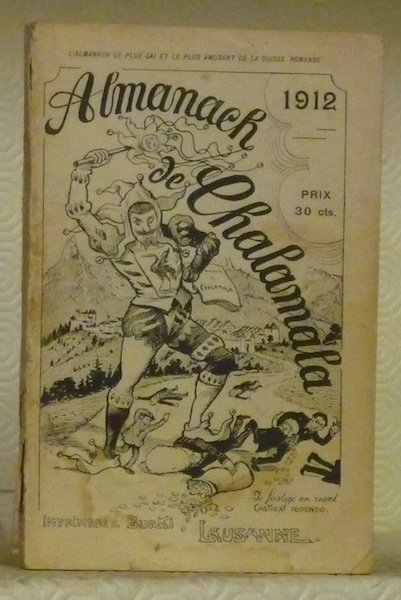 L'ALMANACH LE PLUS GAI ET LE PLUS AMUSANT DE LA SUISSE ROMANDE
Almanach
1912
de Chalamala
PRIX
30 cts.
CHALAMALA
Il fustige en riant
CASTIGAT RIDENDO.
IMPRIMERIE BURKI LAUSANNE.